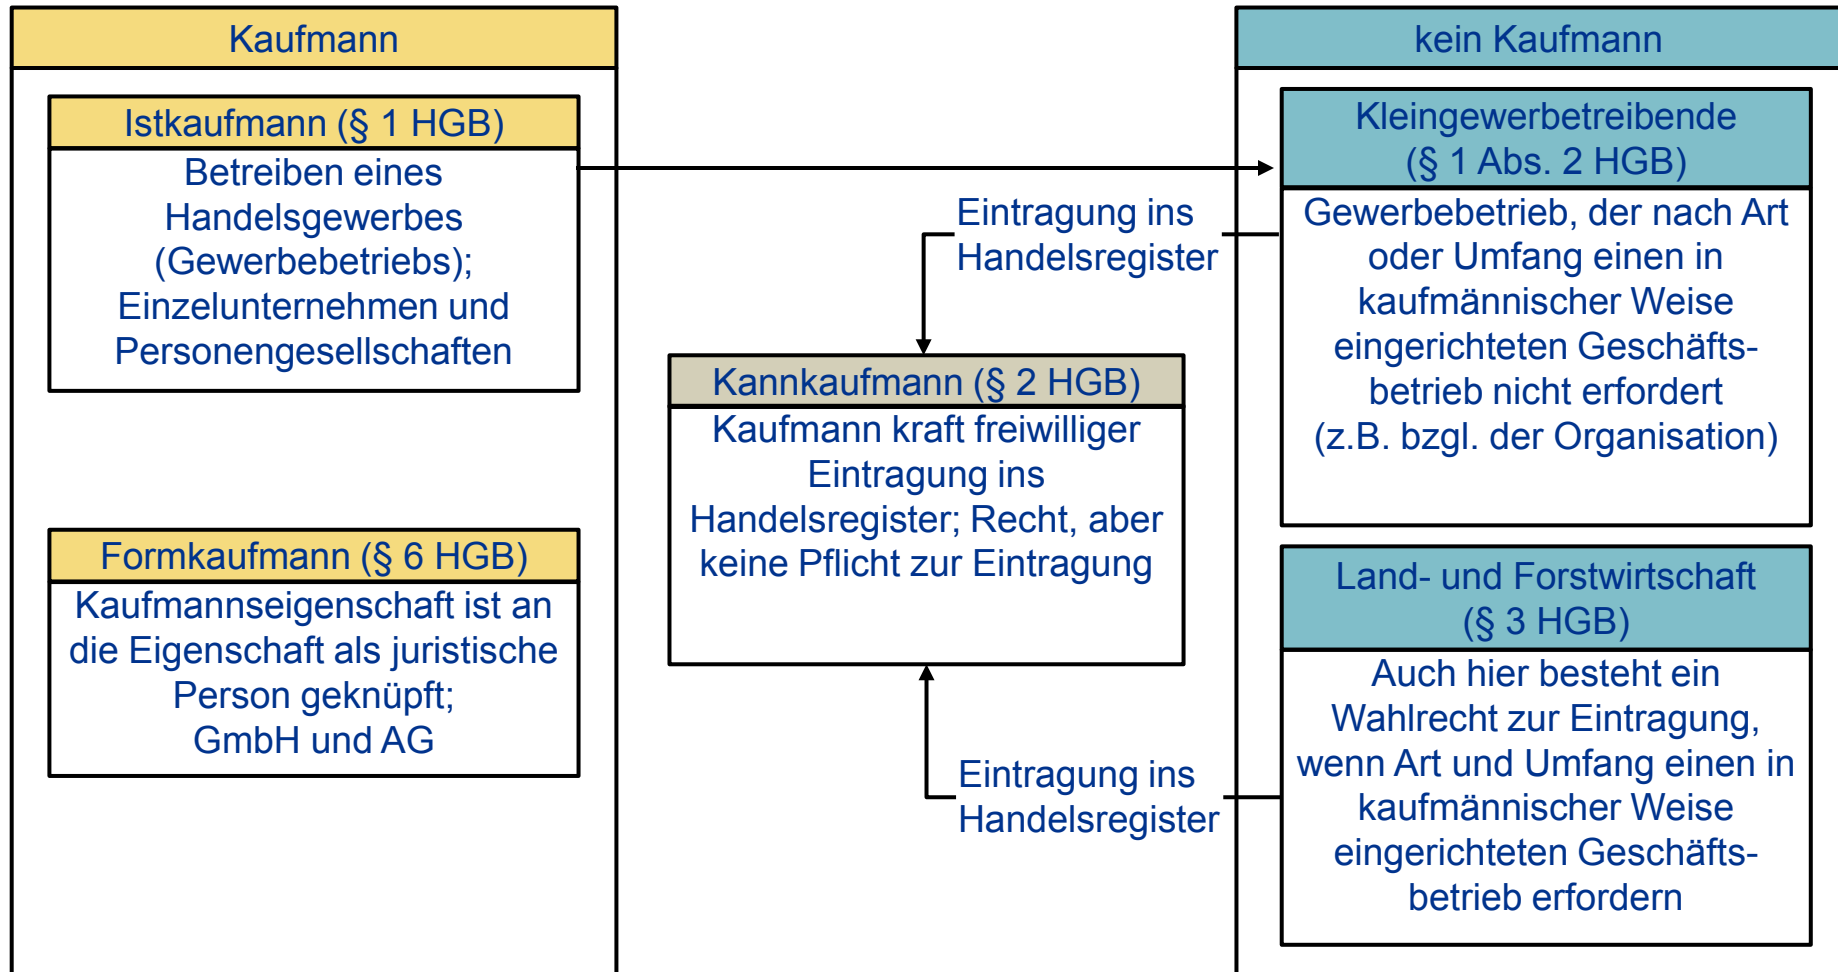 Kaufmann
Istkaufmann (§ 1 HGB)
Betreiben eines
Handelsgewerbes
(Gewerbebetriebs);
Einzelunternehmen und
Personengesellschaften
Formkaufmann (§ 6 HGB)
Kaufmannseigenschaft ist an
die Eigenschaft als juristische
Person geknüpft;
GmbH und AG
Eintragung ins
Handelsregister
Kannkaufmann (§ 2 HGB)
Kaufmann kraft freiwilliger
Eintragung ins
Handelsregister; Recht, aber
keine Pflicht zur Eintragung
Eintragung ins
Handelsregister
kein Kaufmann
Kleingewerbetreibende
(§ 1 Abs. 2 HGB)
Gewerbebetrieb, der nach Art
oder Umfang einen in
kaufmännischer Weise
eingerichteten Geschäfts-
betrieb nicht erfordert
(z.B. bzgl. der Organisation)
Land- und Forstwirtschaft
(§ 3 HGB)
Auch hier besteht ein
Wahlrecht zur Eintragung,
wenn Art und Umfang einen in
kaufmännischer Weise
eingerichteten Geschäfts-
betrieb erfordern